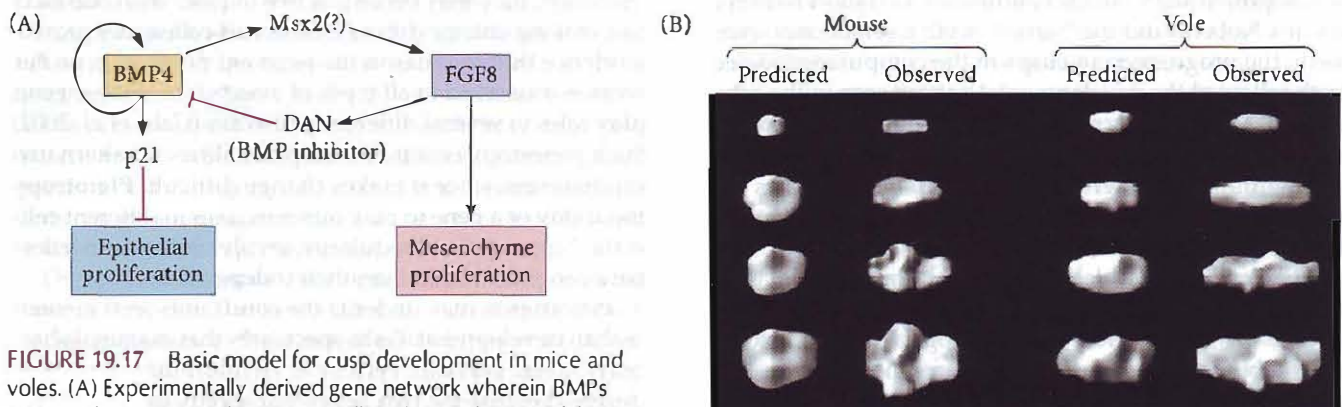 (A)
Msx2(?)
BMP4
FGF8
DAN
(BMP inhibitor)
p21
Epithelial
proliferation
Mesenchyme
proliferation
FIGURE 19.17 Basic model for cusp development in mice and
voles. (A) Experimentally derived gene network wherein BMPs
(B)
Mouse
Vole
Predicted Observed
Predicted Observed